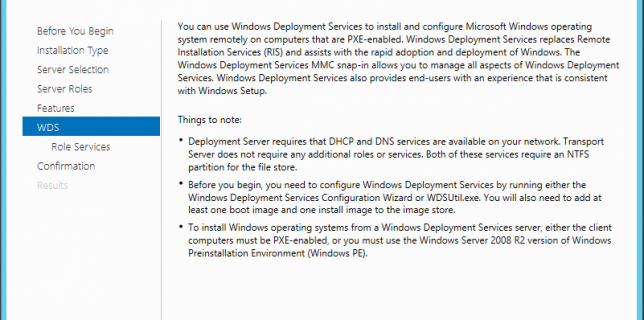 Before You Begin
Installation Type
Server Selection
Server Roles
Features
WDS
Role Services
Confirmation
Results
You can use Windows Deployment Services to install and configure Microsoft Windows operating
system remotely on computers that are PXE-enabled. Windows Deployment Services replaces Remote
Installation Services (RIS) and assists with the rapid adoption and deployment of Windows. The
Windows Deployment Services MMC snap-in allows you to manage all aspects of Windows Deployment
Services. Windows Deployment Services also provides end-users with an experience that is consistent
with Windows Setup.
Things to note:
• Deployment Server requires that DHCP and DNS services are available on your network. Transport
Server does not require any additional roles or services. Both of these services require an NTFS
partition for the file store.
• Before you begin, you need to configure Windows Deployment Services by running either the
Windows Deployment Services Configuration Wizard or WDSUtil.exe. You will also need to add at
least one boot image and one install image to the image store.
• To install Windows operating systems from a Windows Deployment Services server, either the client
computers must be PXE-enabled, or you must use the Windows Server 2008 R2 version of Windows
Preinstallation Environment (Windows PE).